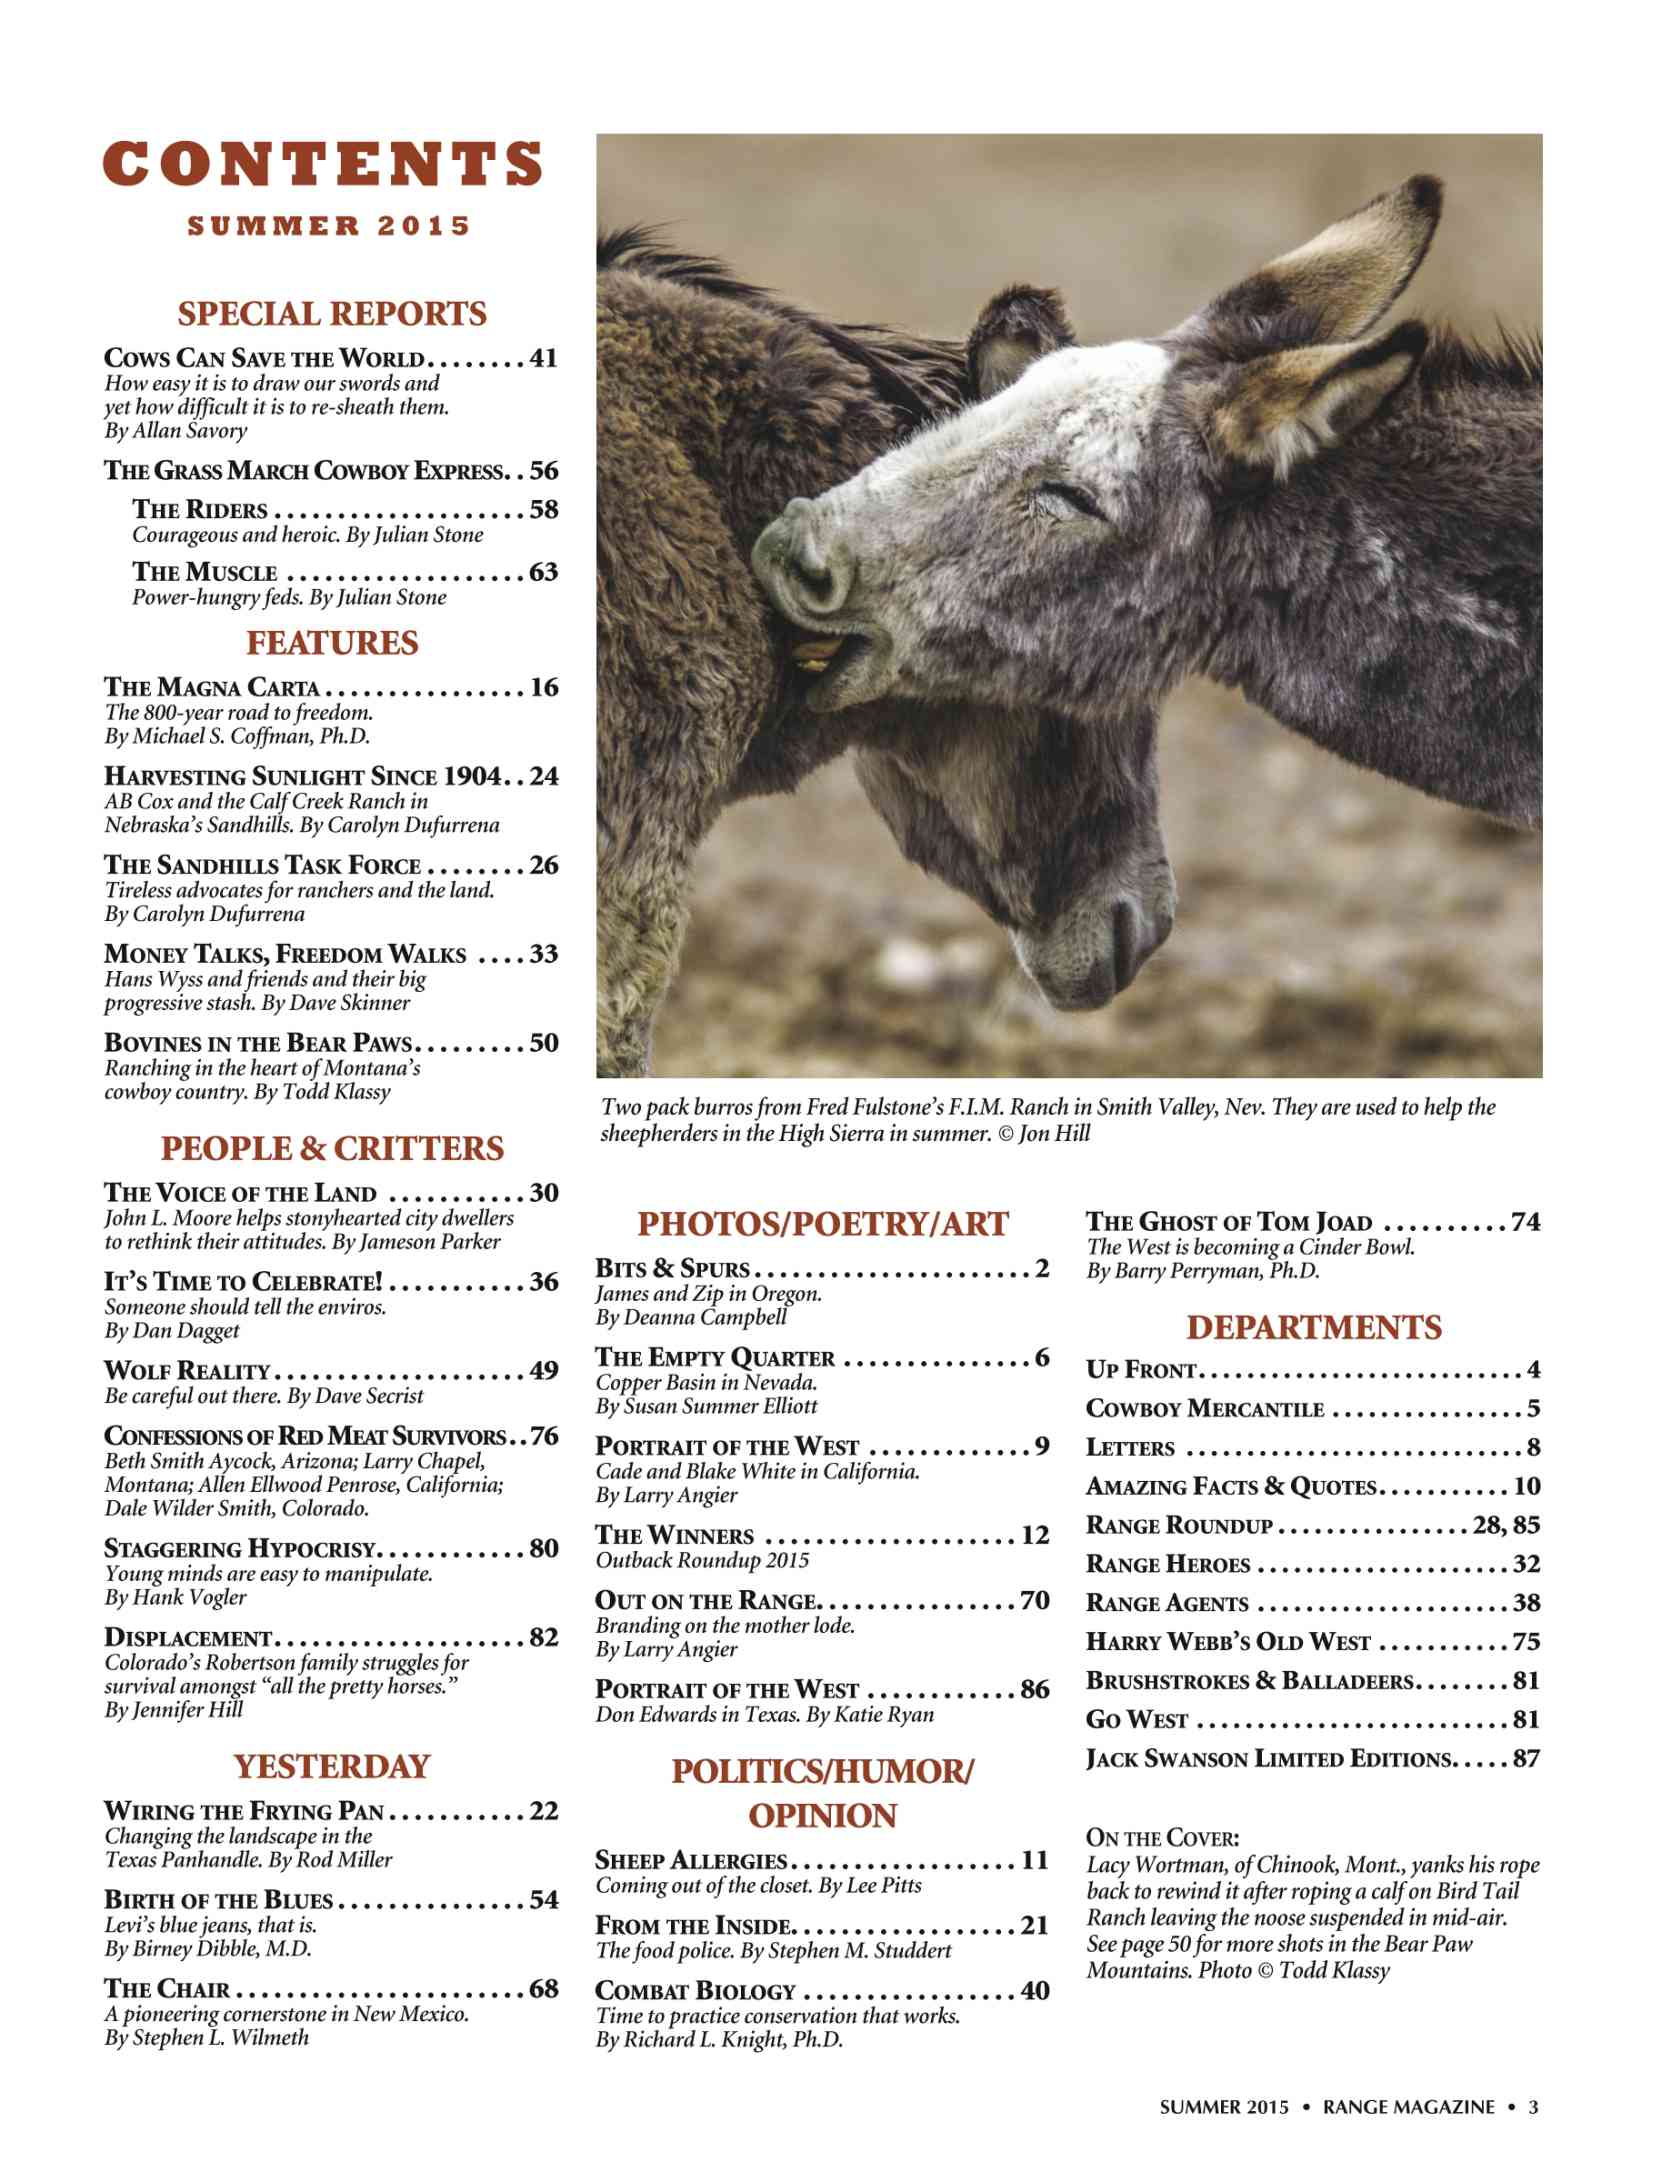 CONTENTS
SUMMER 2015
SPECIAL REPORTS
COWS CAN SAVE THE WORLD........41
How easy it is to draw our swords and
yet how difficult it is to re-sheath them.
By Allan Savory
THE GRASS MARCH COWBOY EXPRESS..56
THE RIDERS....................58
Courageous and heroic. By Julian Stone
THE MUSCLE ...................63
Power-hungry feds. By Julian Stone
FEATURES
THE MAGNA CARTA................16
The 800-year road to freedom.
By Michael S. Coffman, Ph.D.
HARVESTING SUNLIGHT SINCE 1904..24
AB Cox and the Calf Creek Ranch in
Nebraska's Sandhills. By Carolyn Dufurrena
THE SANDHILLS TASK FORCE........26
Tireless advocates for ranchers and the land.
By Carolyn Dufurrena
MONEY TALKS, FREEDOM WALKS ....33
Hans Wyss and friends and their big
progressive stash. By Dave Skinner
BOVINES IN THE BEAR PAWS.........50
Ranching in the heart of Montana's
cowboy country. By Todd Klassy
PEOPLE & CRITTERS
THE VOICE OF THE LAND ...........30
John L. Moore helps stonyhearted city dwellers
to rethink their attitudes. By Jameson Parker
IT'S TIME TO CELEBRATE!...........36
Someone should tell the enviros.
By Dan Dagget
WOLF REALITY....................49
Be careful out there. By Dave Secrist
CONFESSIONS OF RED MEAT SURVIVORS..76
Beth Smith Aycock, Arizona; Larry Chapel,
Montana; Allen Ellwood Penrose, California;
Dale Wilder Smith, Colorado.
STAGGERING HYPOCRISY............80
Young minds are easy to manipulate.
By Hank Vogler
DISPLACEMENT....................82
Colorado's Robertson family struggles for
survival amongst "all the pretty horses."
By Jennifer Hill
YESTERDAY
WIRING THE FRYING PAN...........22
Changing the landscape in the
Texas Panhandle. By Rod Miller
BIRTH OF THE BLUES...............54
Levi's blue jeans, that is.
By Birney Dibble, M.D.
THE CHAIR.......................68
A pioneering cornerstone in New Mexico.
By Stephen L. Wilmeth
Two pack burros from Fred Fulstone's F.I.M. Ranch in Smith Valley, Nev. They are used to help the
sheepherders in the High Sierra in summer. © Jon Hill
PHOTOS/POETRY/ART
BITS & SPURS......................2
James and Zip in Oregon.
By Deanna Campbell
THE EMPTY QUARTER ...............6
Copper Basin in Nevada.
By Susan Summer Elliott
PORTRAIT OF THE WEST .............9
Cade and Blake White in California.
By Larry Angier
THE WINNERS ....................12
Outback Roundup 2015
OUT ON THE RANGE................70
Branding on the mother lode.
By Larry Angier
PORTRAIT OF THE WEST ............86
Don Edwards in Texas. By Katie Ryan
POLITICS/HUMOR/
OPINION
SHEEP ALLERGIES..................11
Coming out of the closet. By Lee Pitts
FROM THE INSIDE..................21
The food police. By Stephen M. Studdert
COMBAT BIOLOGY .................40
Time to practice conservation that works.
By Richard L. Knight, Ph.D.
THE GHOST OF TOM JOAD ..........74
The West is becoming a Cinder Bowl.
By Barry Perryman, Ph.D.
DEPARTMENTS
UP FRONT..........................4
COWBOY MERCANTILE ................5
LETTERS ...........................8
AMAZING FACTS & QUOTES...........10
RANGE ROUNDUP................28, 85
RANGE HEROES ....................32
RANGE AGENTS ....................38
HARRY WEBB'S OLD WEST ...........75
BRUSHSTROKES & BALLADEERS........81
GO WEST .........................81
JACK SWANSON LIMITED EDITIONS.....87
ON THE COVER:
Lacy Wortman, of Chinook, Mont., yanks his rope
back to rewind it after roping a calf on Bird Tail
Ranch leaving the noose suspended in mid-air.
See page 50 for more shots in the Bear Paw
Mountains. Photo © Todd Klassy
SUMMER 2015 • RANGE MAGAZINE • 3